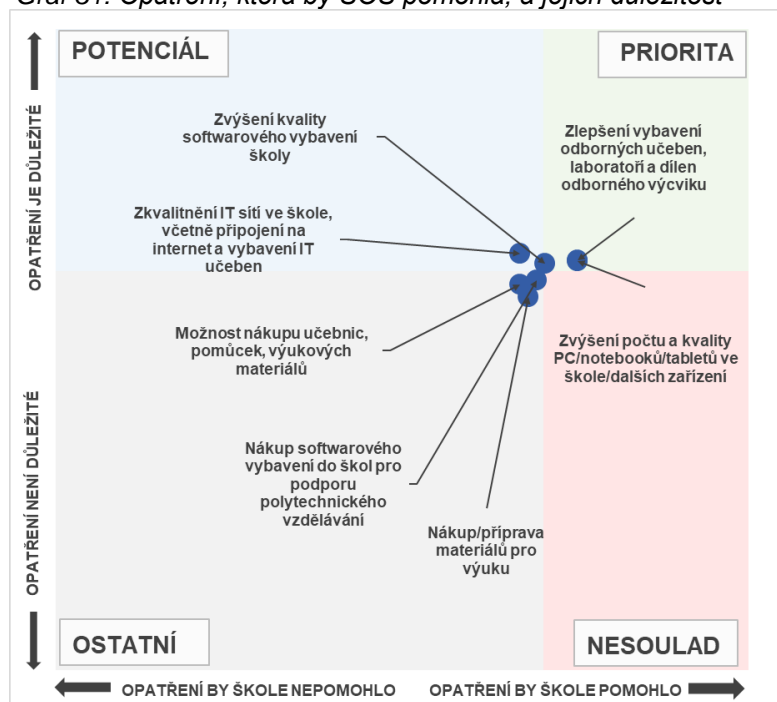 Graf Opatření, která by SOŠ pomohla, a jejich důležitost
POTENCIÁL
PRIORITA
Zvýšení kvality
softwarového vybavení
školy
Zlepšení vybavení
odborných učeben,
laboratoří a dílen
odborného výcviku
Zkvalitnění IT sítí ve škole,
včetně připojení na
internet a vybavení IT
učeben
OPATŘENÍ JE DŮLEŽITÉ
Možnost nákupu učebnic,
pomůcek, výukových
materiálů
Zvýšení počtu a kvality
PC/notebooků/tabletů ve
škole/dalších zařízení
OPATŘENÍ NENÍ DŮLEŽITÉ
Nákup softwarového
vybavení do škol pro
podporu
polytechnického
vzdělávání
Nákup/příprava
materiálů pro
výuku
OSTATNÍ
NESOULAD
OPATŘENÍ BY ŠKOLE NEPOMOHLO
OPATŘENÍ BY ŠKOLE POMOHLO